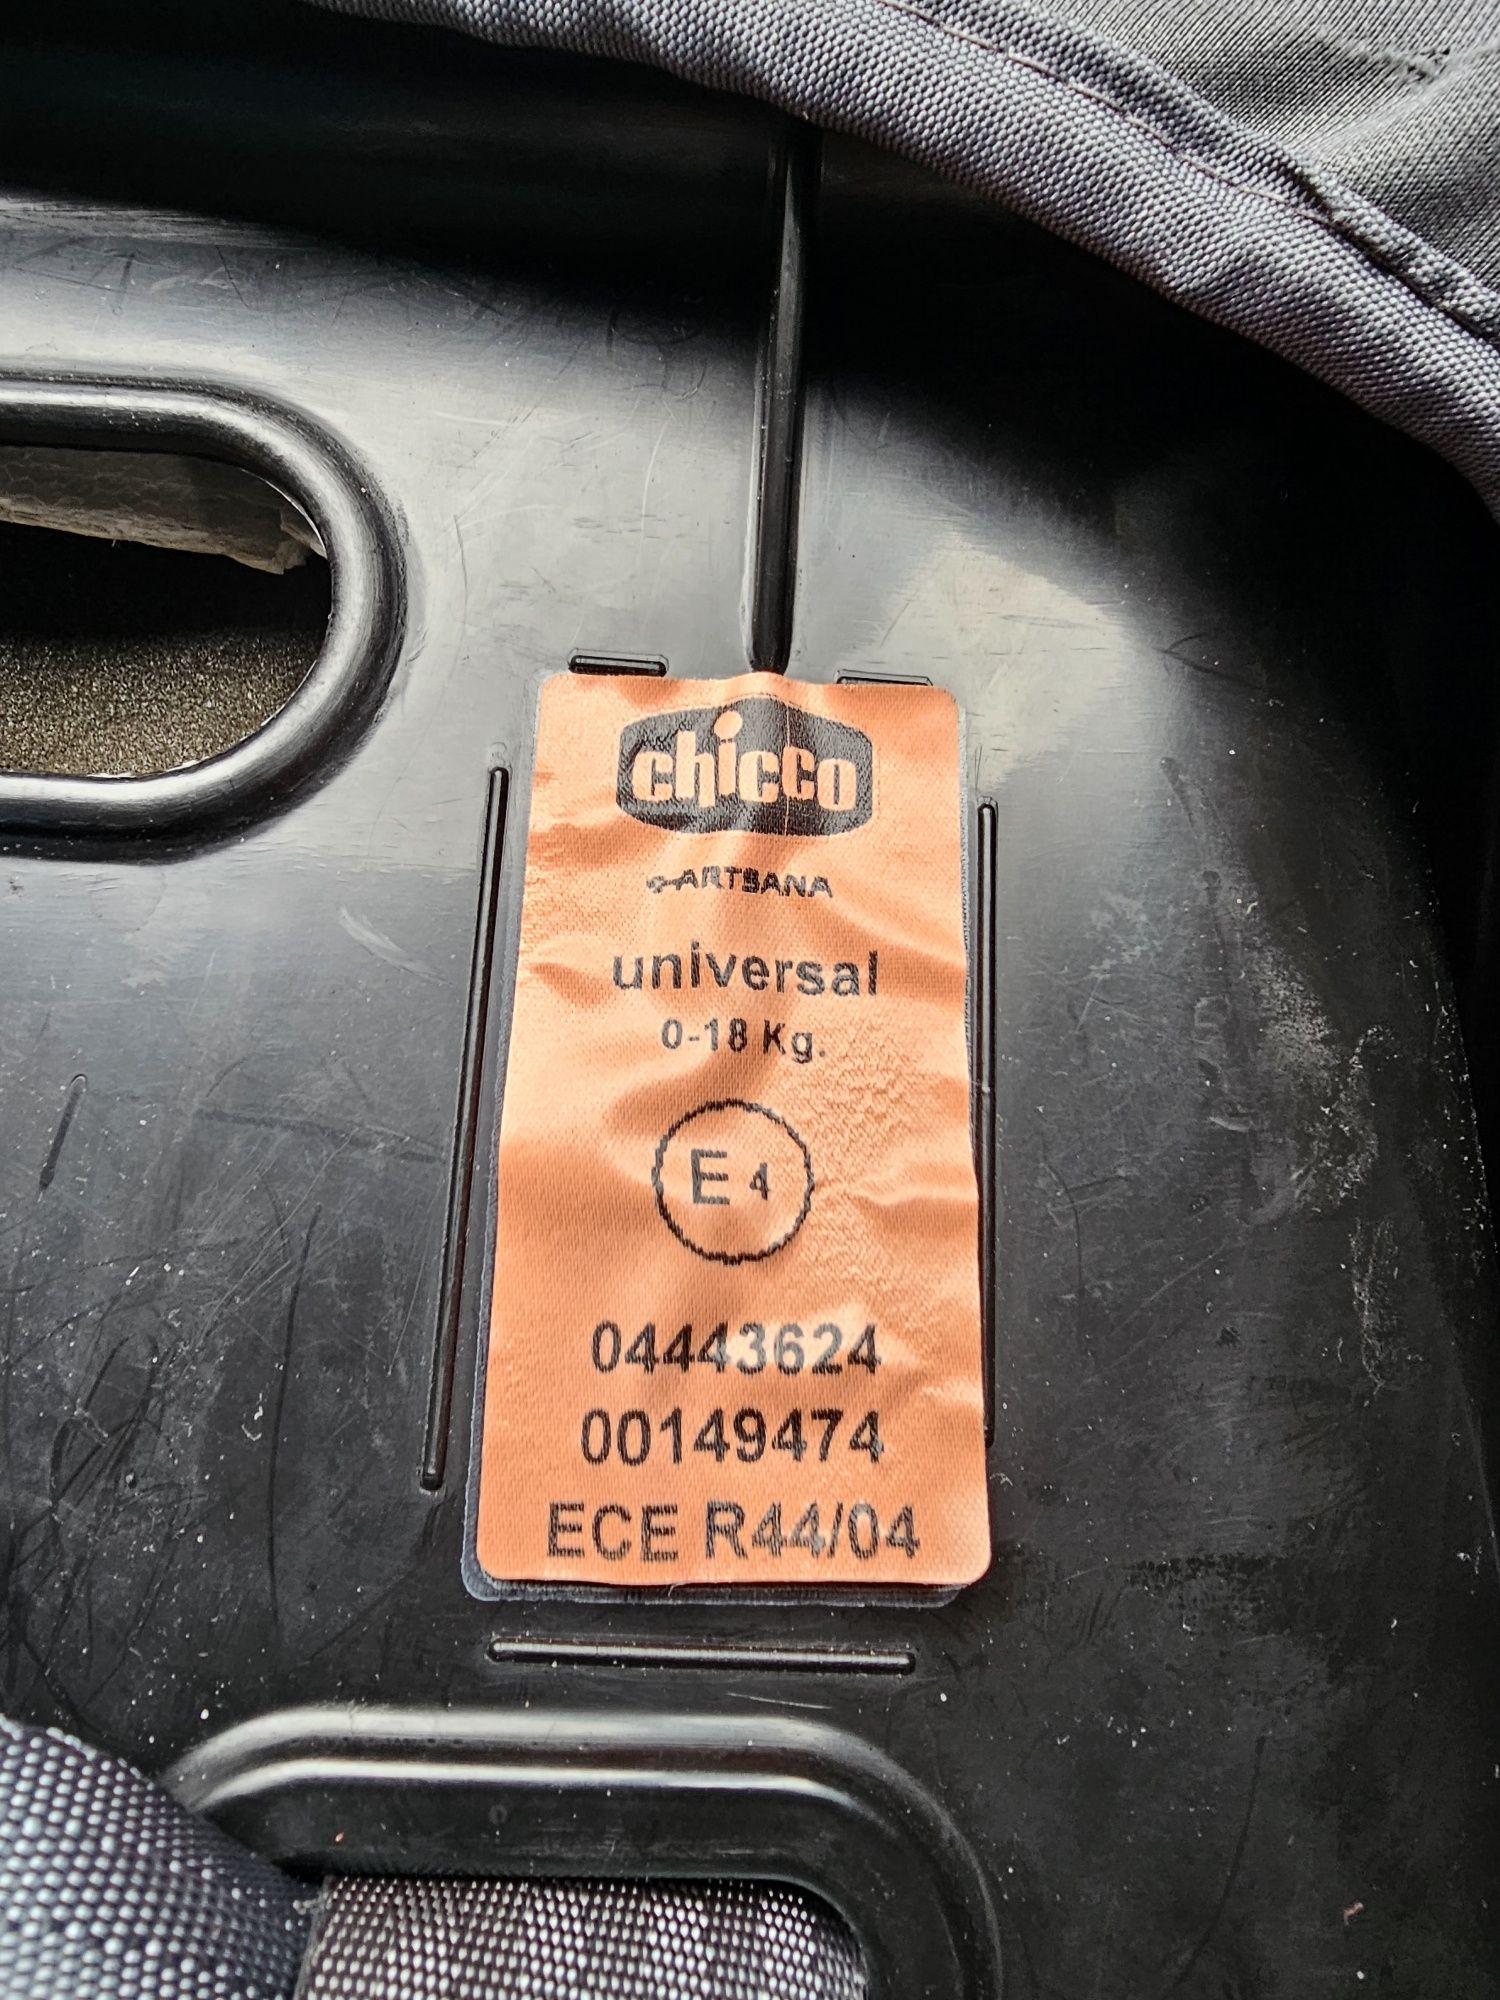 chicco
ARTSANA
universal
0-18 Kg.
E 4
04443624
00149474
ECE R44/04